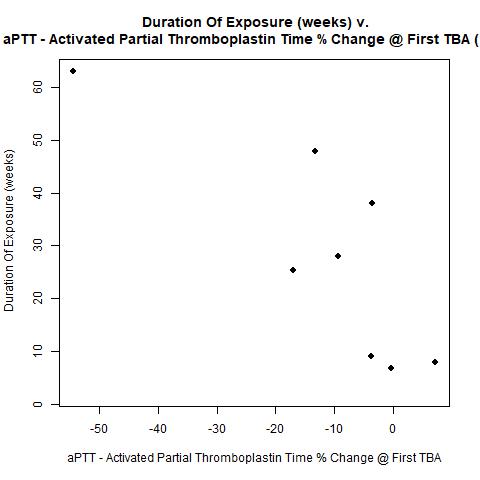 Duration Of Exposure (weeks) v.
aPTT - Activated Partial Thromboplastin Time % Change @ First TBA (
Duration Of Exposure (weeks)
60
50
40
30
20
10
0
-50 -40 -30 -20 -10 0
aPTT - Activated Partial Thromboplastin Time % Change @ First TBA